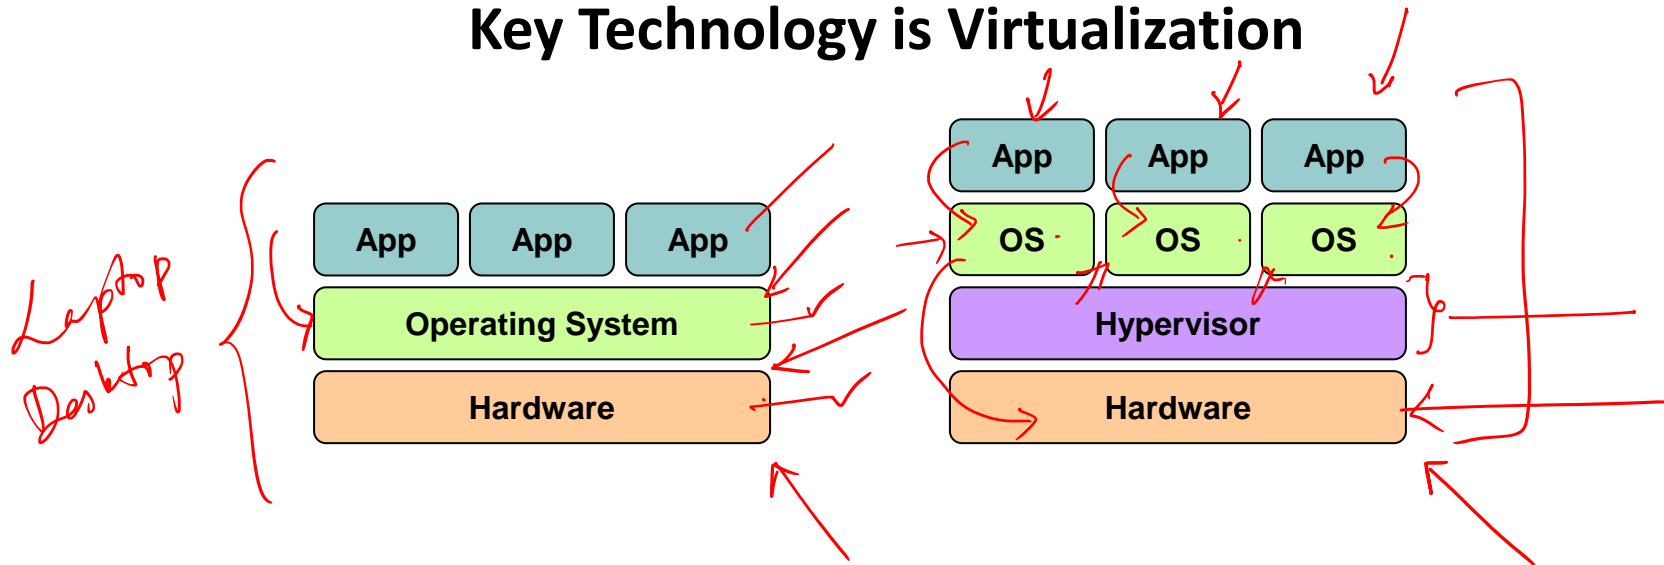 Key Technology is Virtualization
App App App
OS OS OS
Hypervisor
Hardware
App App App
Operating System
Hardware
Laptop
Desktop